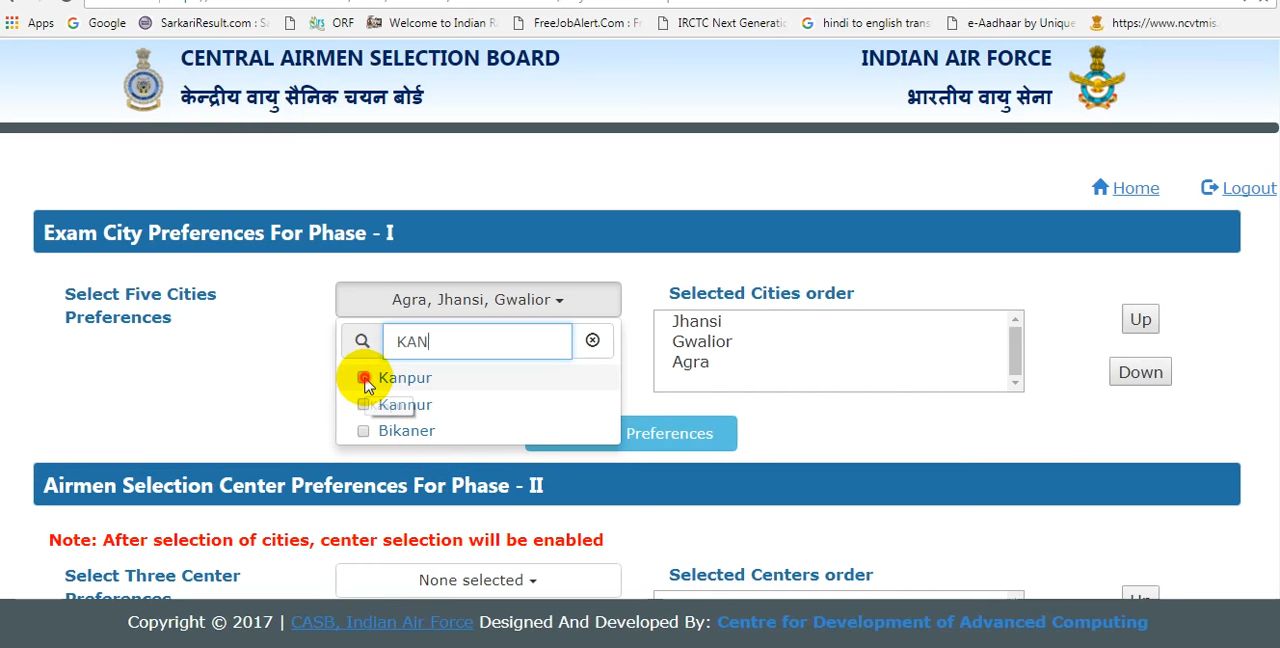 Apps Google SarkariResult.com : Sa ORF Welcome to Indian R FreeJobAlert.Com : Fr IRCTC Next Generatio hindi to english trans e-Aadhaar by Unique https://www.ncvtmis.
CENTRAL AIRMEN SELECTION BOARD
केन्द्रीय वायु सैनिक चयन बोर्ड
INDIAN AIR FORCE
भारतीय वायु सेना
Home Logout
Exam City Preferences For Phase - I
Select Five Cities
Preferences
Agra, Jhansi, Gwalior
KAN
Kanpur
Kannur
Bikaner
Selected Cities order
Jhansi
Gwalior
Agra
Up
Down
Preferences
Airmen Selection Center Preferences For Phase - II
Note: After selection of cities, center selection will be enabled
Select Three Center
Preferences
None selected
Selected Centers order
Up
Copyright © 2017 | CASB, Indian Air Force Designed And Developed By: Centre for Development of Advanced Computing